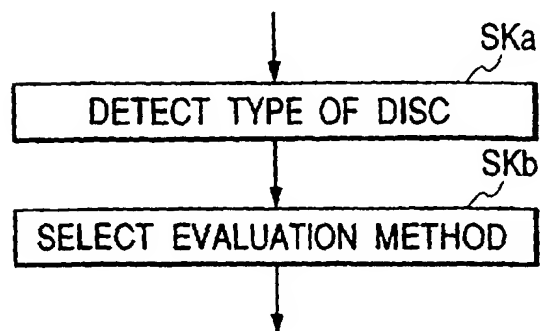 SKa
DETECT TYPE OF DISC
SKb
SELECT EVALUATION METHOD